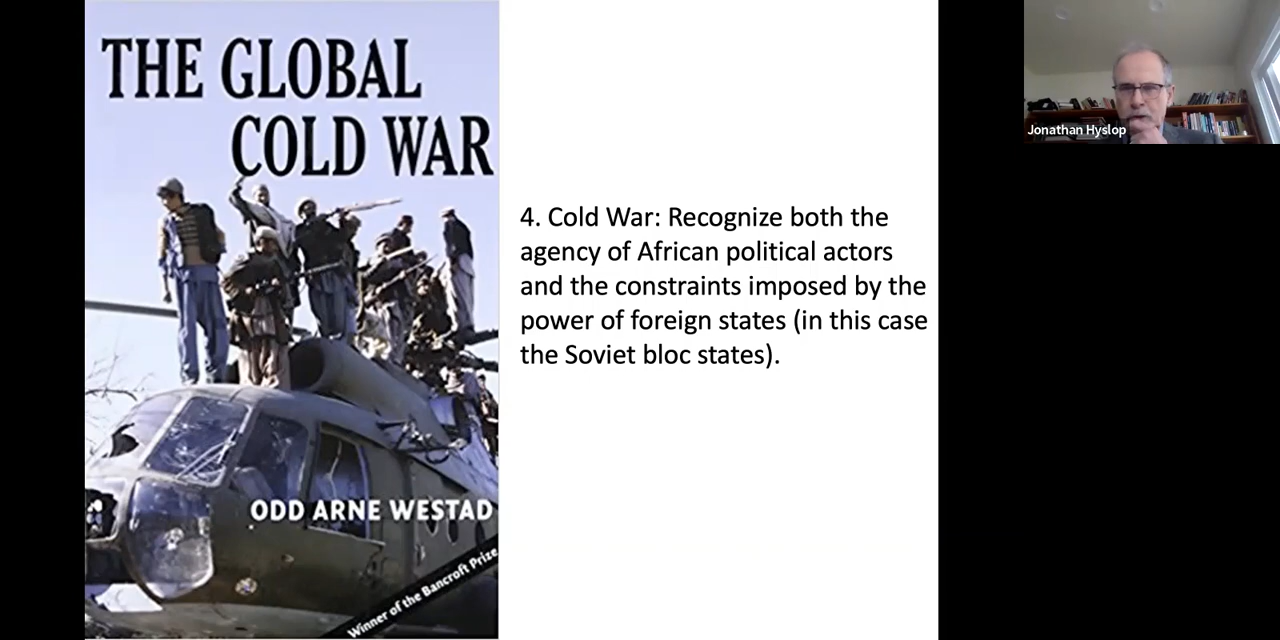 THE GLOBAL
COLD WAR
ODD ARNE WESTAD
Winner of the Bancroft Prize
4. Cold War: Recognize both the
agency of African political actors
and the constraints imposed by the
power of foreign states (in this case
the Soviet bloc states).
Jonathan Hyslop